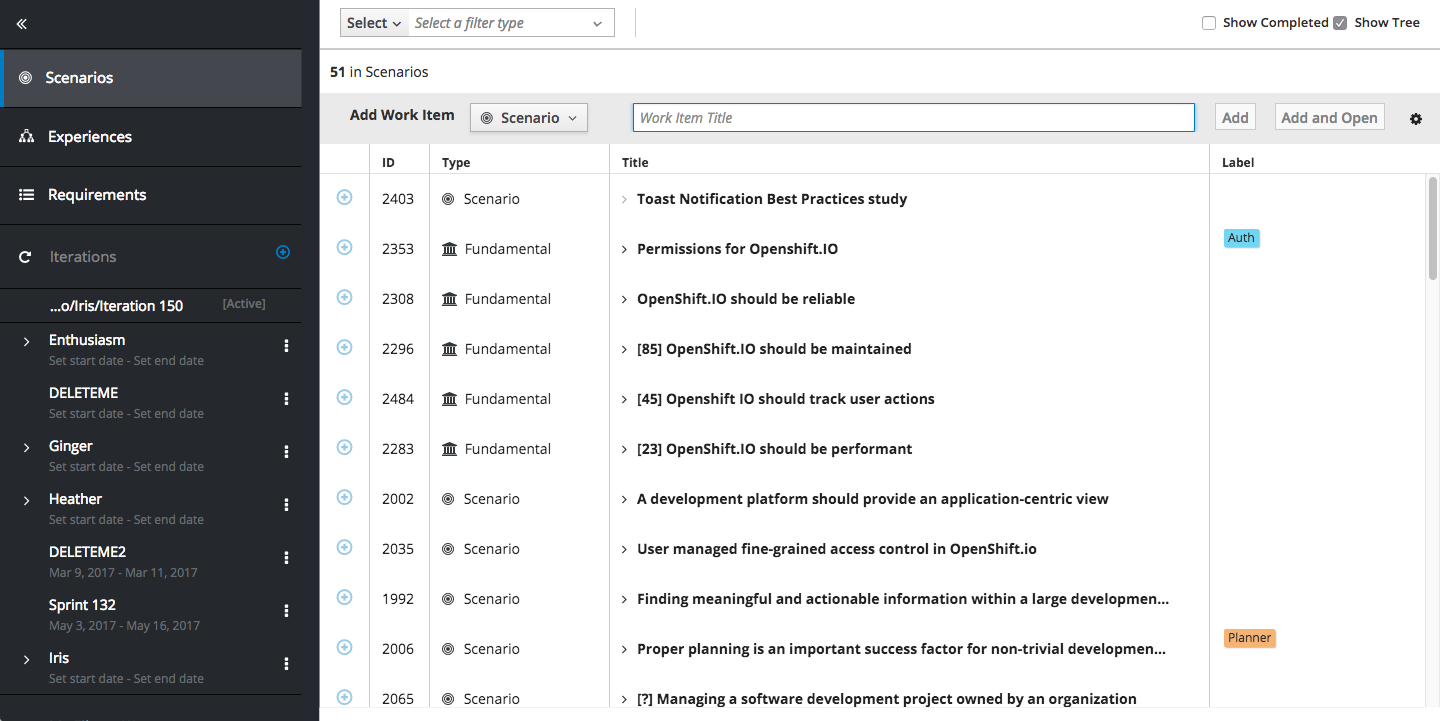 Select Select a filter type Show Completed Show Tree
51 in Scenarios
Add Work Item Scenario Work Item Title Add Add and Open
Scenarios
Experiences
Requirements
Iterations
...o/Iris/Iteration 150 [Active]
Enthusiasm
Set start date - Set end date
DELETEME
Set start date - Set end date
Ginger
Set start date - Set end date
Heather
Set start date - Set end date
DELETEME2
Mar 9, 2017 - Mar 11, 2017
Sprint 132
May 3, 2017 - May 16, 2017
Iris
Set start date - Set end date
ID Type Title Label
2403 Scenario Toast Notification Best Practices study
2353 Fundamental Permissions for Openshift.IO Auth
2308 Fundamental OpenShift.IO should be reliable
2296 Fundamental [85] OpenShift.IO should be maintained
2484 Fundamental [45] Openshift IO should track user actions
2283 Fundamental [23] OpenShift.IO should be performant
2002 Scenario A development platform should provide an application-centric view
2035 Scenario User managed fine-grained access control in OpenShift.io
1992 Scenario Finding meaningful and actionable information within a large developmen...
2006 Scenario Proper planning is an important success factor for non-trivial developmen... Planner
2065 Scenario [?] Managing a software development project owned by an organization